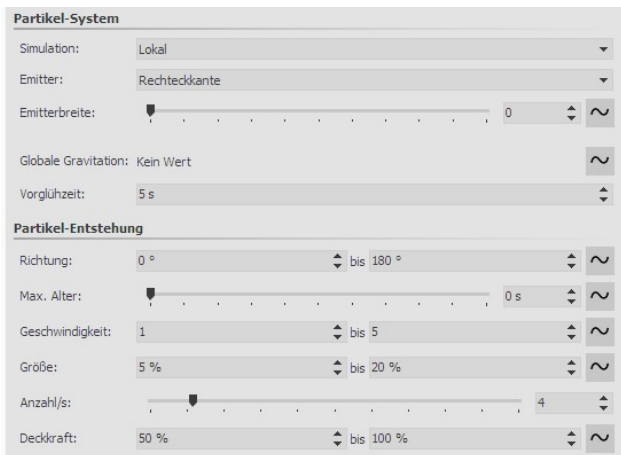 Partikel-System
Simulation: Lokal
Emitter: Rechteckkante
Emitterbreite: 0
Globale Gravitation: Kein Wert
Vorglühzeit: 5 s
Partikel-Entstehung
Richtung: 0 ° bis 180 °
Max. Alter: 0 s
Geschwindigkeit: 1 bis 5
Größe: 5 % bis 20 %
Anzahl/s: 4
Deckkraft: 50 % bis 100 %